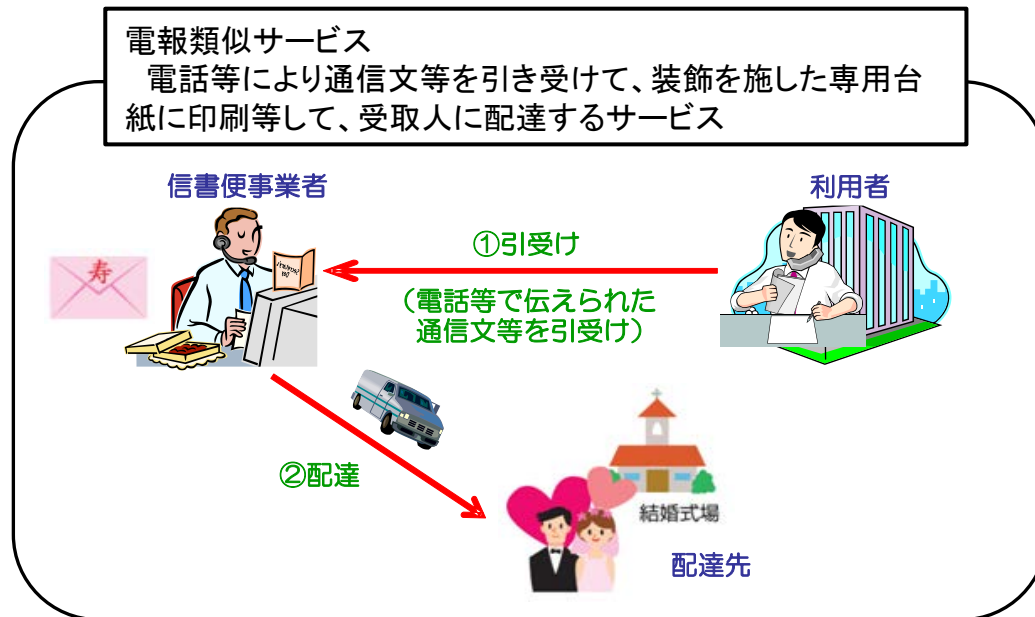 電報類似サービス
電話等により通信文等を引き受けて、装飾を施した専用台
紙に印刷等して、受取人に配達するサービス
信書便事業者
利用者
寿
①引受け
（電話等で伝えられた
通信文等を引受け）
②配達
結婚式場
配達先